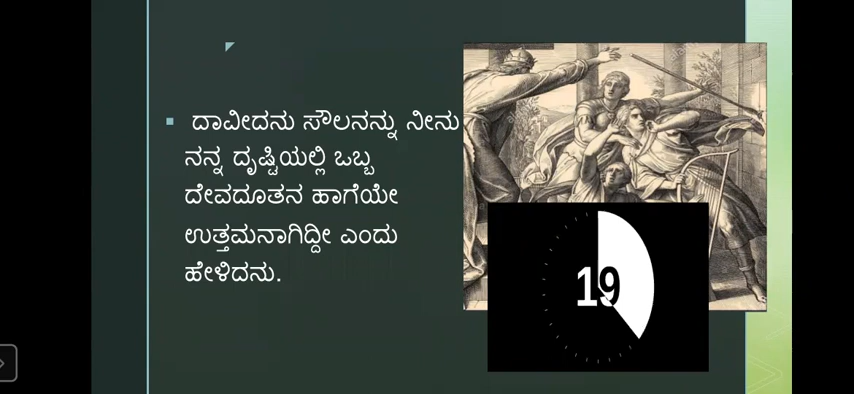 ದಾವೀದನು ಸೌಲನನ್ನು ನೀನು
ನನ್ನ ದೃಷ್ಟಿಯಲ್ಲಿ ಒಬ್ಬ
ದೇವದೂತನ ಹಾಗೆಯೇ
ಉತ್ತಮನಾಗಿದ್ದೀ ಎಂದು
ಹೇಳಿದನು.
19